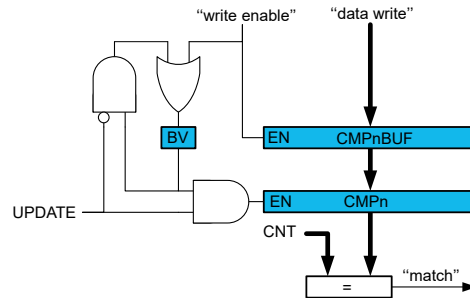 “write enable” “data write”
BV EN CMPnBUF
EN CMPn
UPDATE
CNT
= “match”